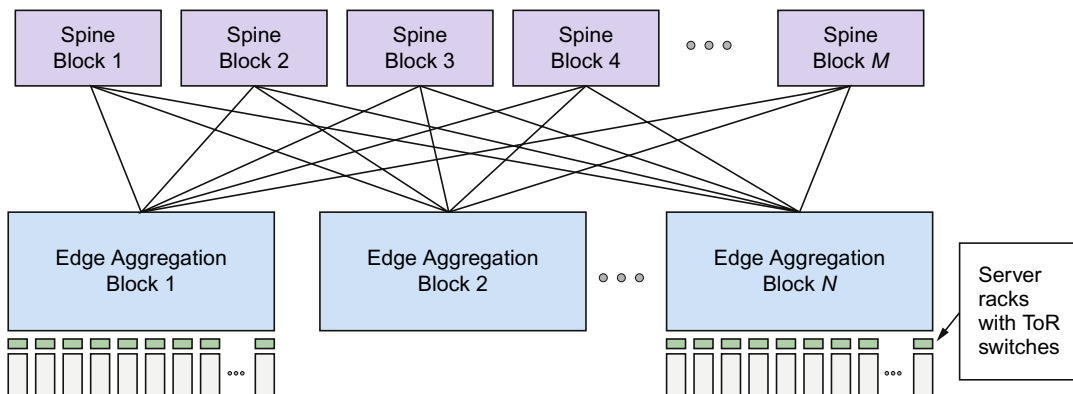 Spine
Block 1
Spine
Block 2
Spine
Block 3
Spine
Block 4
Spine
Block M
Edge Aggregation
Block 1
Edge Aggregation
Block 2
Edge Aggregation
Block N
Server
racks
with ToR
switches